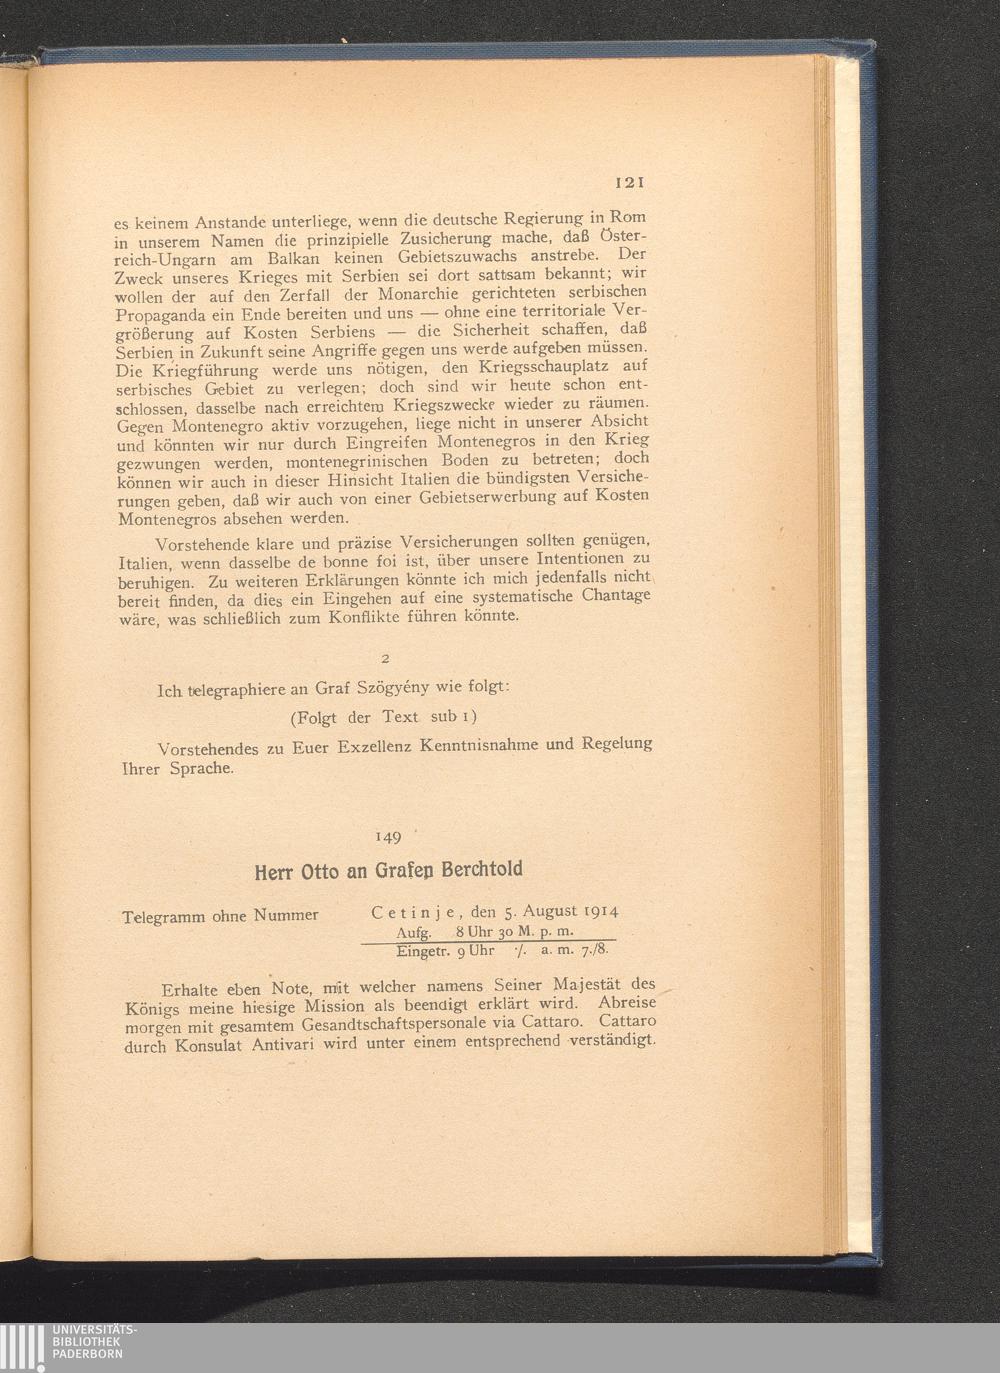 121
es keinem Anstande unterliege, wenn die deutsche Regierung in Rom
in unserem Namen die prinzipielle Zusicherung mache, daß Öster-
reich-Ungarn am Balkan keinen Gebietszuwachs anstrebe. Der
Zweck unseres Krieges mit Serbien sei dort sattsam bekannt; wir
wollen der auf den Zerfall der Monarchie gerichteten serbischen
Propaganda ein Ende bereiten und uns — ohne eine territoriale Ver-
größerung auf Kosten Serbiens — die Sicherheit schaffen, daß
Serbien in Zukunft seine Angriffe gegen uns werde aufgeben müssen.
Die Kriegführung werde uns nötigen, den Kriegsschauplatz auf
serbisches Gebiet zu verlegen; doch sind wir heute schon ent-
schlossen, dasselbe nach erreichtem Kriegszwecke wieder zu räumen.
Gegen Montenegro aktiv vorzugehen, liege nicht in unserer Absicht
und könnten wir nur durch Eingreifen Montenegros in den Krieg
gezwungen werden, montenegrinischen Boden zu betreten; doch
können wir auch in dieser Hinsicht Italien die bündigsten Versiche-
rungen geben, daß wir auch von einer Gebietserwerbung auf Kosten
Montenegros absehen werden.
Vorstehende klare und präzise Versicherungen sollten genügen,
Italien, wenn dasselbe de bonne foi ist, über unsere Intentionen zu
beruhigen. Zu weiteren Erklärungen könnte ich mich jedenfalls nicht
bereit finden, da dies ein Eingehen auf eine systematische Chantage
wäre, was schließlich zum Konflikte führen könnte.
2
Ich telegraphiere an Graf Szögyény wie folgt:
(Folgt der Text sub 1)
Vorstehendes zu Euer Exzellenz Kenntnisnahme und Regelung
Ihrer Sprache.
149
Herr Otto an Grafen Berchtold
Telegramm ohne Nummer
Cetinje, den 5. August 1914
Aufg. 8 Uhr 30 M. p. m.
Eingetr. 9 Uhr ·/. a. m. 7./8.
Erhalte eben Note, mit welcher namens Seiner Majestät des
Königs meine hiesige Mission als beendigt erklärt wird. Abreise
morgen mit gesamtem Gesandtschaftspersonale via Cattaro. Cattaro
durch Konsulat Antivari wird unter einem entsprechend verständigt.
UNIVERSITÄTS-
BIBLIOTHEK
PADERBORN